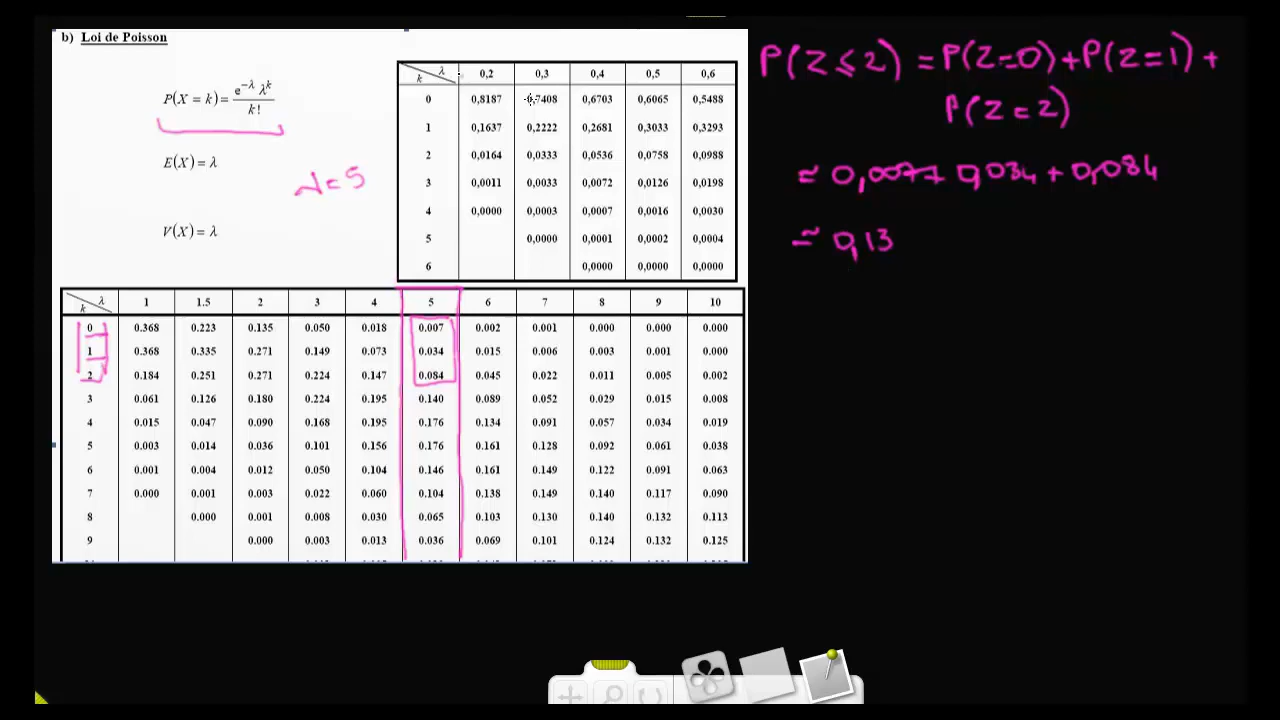 b) Loi de Poisson
P(X = k) = e^−λ λ^k / k!
E(X) = λ
V(X) = λ
λ = 5
k λ 0,2 0,3 0,4 0,5 0,6
0 0,8187 0,7408 0,6703 0,6065 0,5488
1 0,1637 0,2222 0,2681 0,3033 0,3293
2 0,0164 0,0333 0,0536 0,0758 0,0988
3 0,0011 0,0033 0,0072 0,0126 0,0198
4 0,0000 0,0003 0,0007 0,0016 0,0030
5 0,0000 0,0001 0,0002 0,0004
6 0,0000 0,0000 0,0000
k λ 1 1.5 2 3 4 5 6 7 8 9 10
0 0.368 0.223 0.135 0.050 0.018 0.007 0.002 0.001 0.000 0.000 0.000
1 0.368 0.335 0.271 0.149 0.073 0.034 0.015 0.006 0.003 0.001 0.000
2 0.184 0.251 0.271 0.224 0.147 0.084 0.045 0.022 0.011 0.005 0.002
3 0.061 0.126 0.180 0.224 0.195 0.140 0.089 0.052 0.029 0.015 0.008
4 0.015 0.047 0.090 0.168 0.195 0.176 0.134 0.091 0.057 0.034 0.019
5 0.003 0.014 0.036 0.101 0.156 0.176 0.161 0.128 0.092 0.061 0.038
6 0.001 0.004 0.012 0.050 0.104 0.146 0.161 0.149 0.122 0.091 0.063
7 0.000 0.001 0.003 0.022 0.060 0.104 0.138 0.149 0.140 0.117 0.090
8 0.000 0.001 0.008 0.030 0.065 0.103 0.130 0.140 0.132 0.113
9 0.000 0.003 0.013 0.036 0.069 0.101 0.124 0.132 0.125
P(Z ≤ 2) = P(Z=0) + P(Z=1) +
P(Z = 2)
≃ 0,007+ 0,034 + 0,084
≃ 0,13